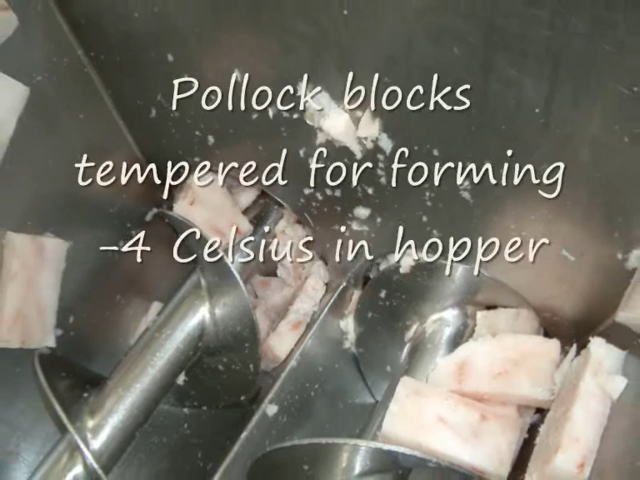 Pollock blocks
tempered for forming
-4 Celsius in hopper